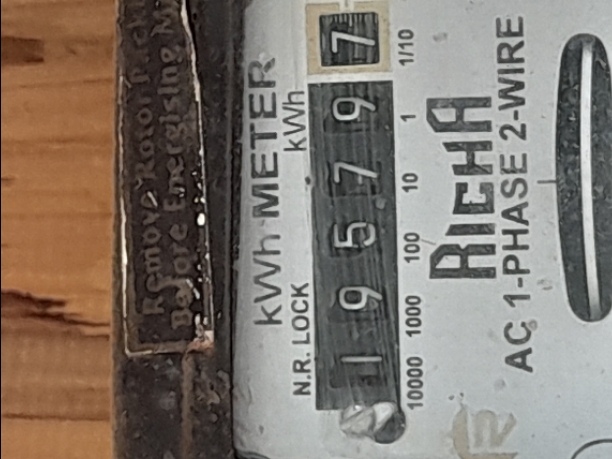 Remove Rotor Pack
Before Energising M
kWh METER
N.R. LOCK
kWh
1 9 5 7 9 7
10000 1000 100 10 1 1/10
RICHA
AC 1-PHASE 2-WIRE